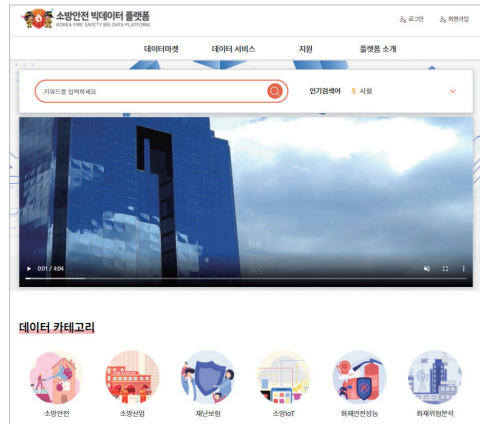 소방안전 빅데이터 플랫폼
KOREA FIRE SAFETY BIG DATA PLATFORM
로그인 회원가입
데이터마켓 데이터 서비스 지원 플랫폼 소개
키워드를 입력하세요 인기검색어 5 시설
0:01 / 4:04
데이터 카테고리
소방안전 소방산업 재난보험 소방IoT 화재안전성능 화재위험분석